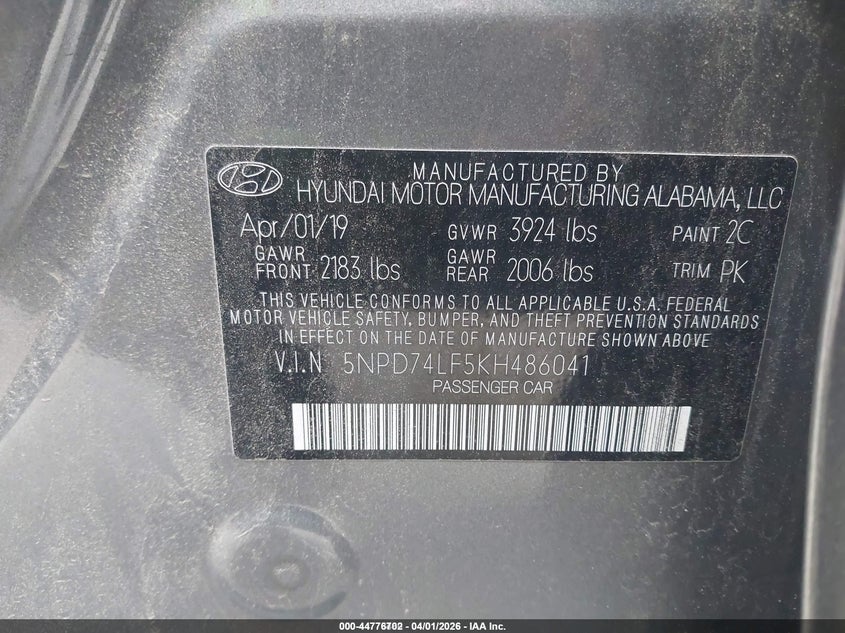 MANUFACTURED BY
HYUNDAI MOTOR MANUFACTURING ALABAMA, LLC
Apr/01/19 GVWR 3924 lbs PAINT 2C
GAWR FRONT 2183 lbs GAWR REAR 2006 lbs TRIM PK
THIS VEHICLE CONFORMS TO ALL APPLICABLE U.S.A. FEDERAL
MOTOR VEHICLE SAFETY, BUMPER, AND THEFT PREVENTION STANDARDS
IN EFFECT ON THE DATE OF MANUFACTURE SHOWN ABOVE.
V.I.N 5NPD74LF5KH486041
PASSENGER CAR
04/01/2026 - IAA Inc.